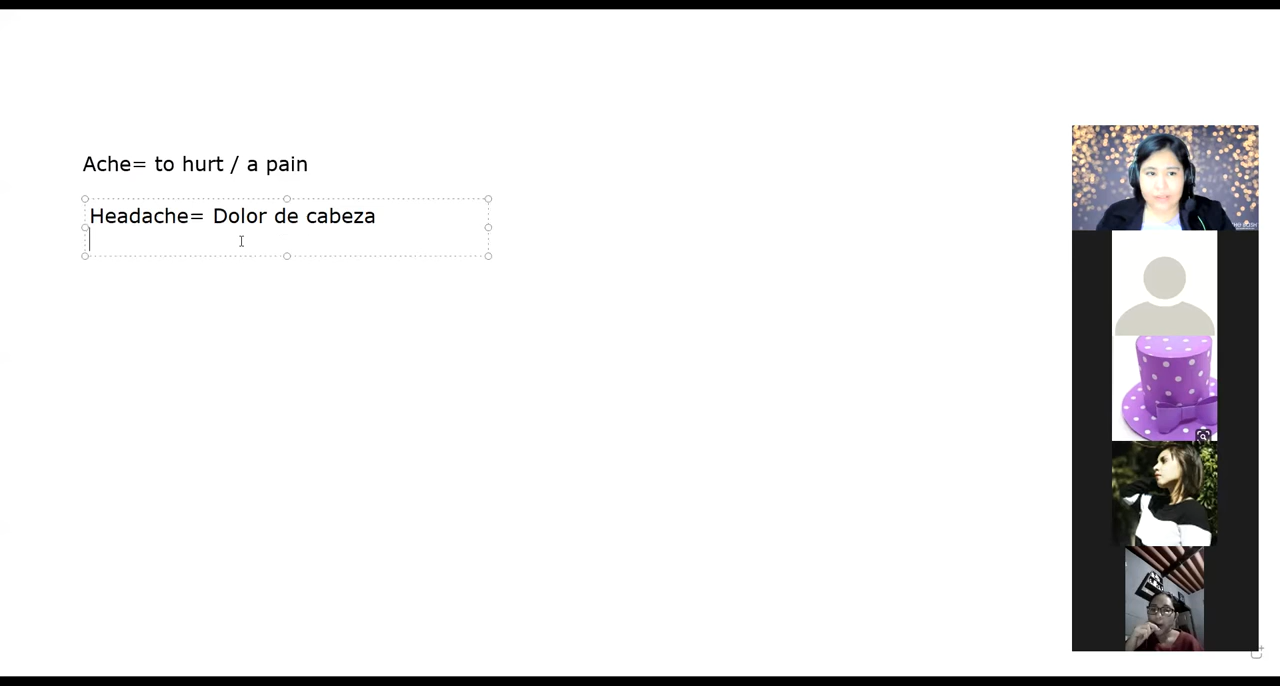 Ache= to hurt / a pain
Headache= Dolor de cabeza